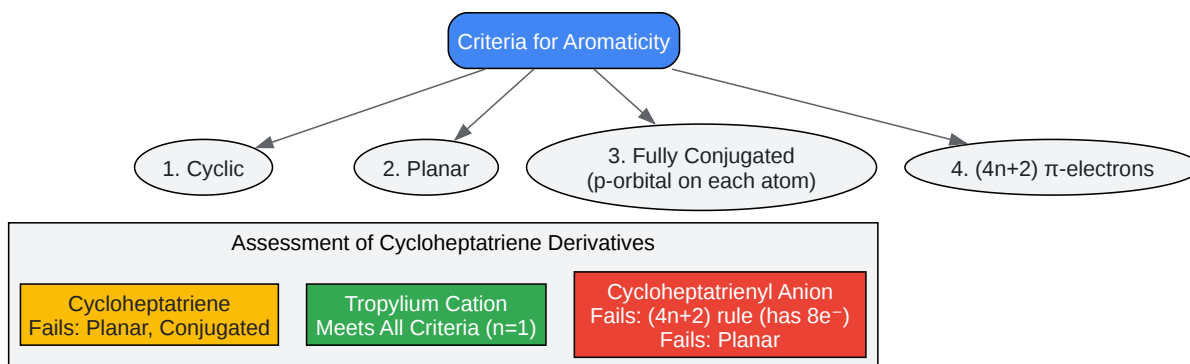 Criteria for Aromaticity
1. Cyclic
2. Planar
3. Fully Conjugated
(p-orbital on each atom)
4. (4n+2) π-electrons
Assessment of Cycloheptatriene Derivatives
Cycloheptatriene
Fails: Planar, Conjugated
Tropylium Cation
Meets All Criteria (n=1)
Cycloheptatrienyl Anion
Fails: (4n+2) rule (has 8e⁻)
Fails: Planar